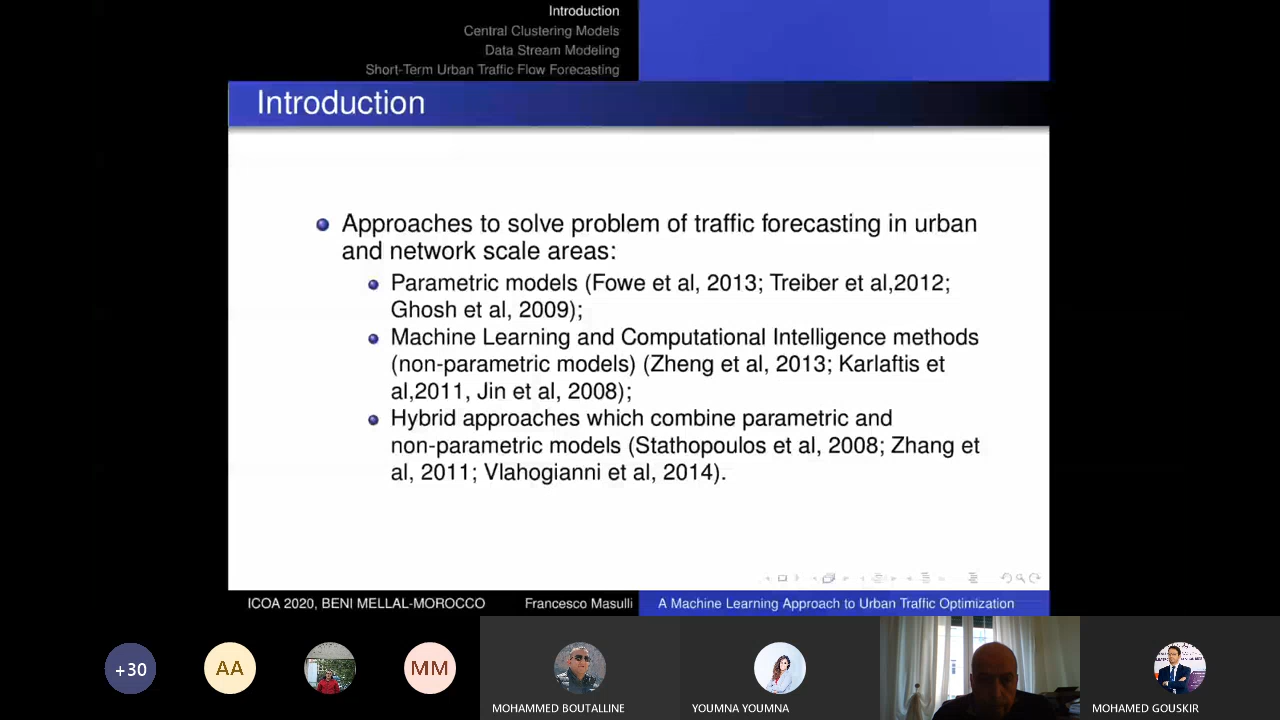 Introduction
Central Clustering Models
Data Stream Modeling
Short-Term Urban Traffic Flow Forecasting
Introduction
Approaches to solve problem of traffic forecasting in urban
and network scale areas:
Parametric models (Fowe et al, 2013; Treiber et al,2012;
Ghosh et al, 2009);
Machine Learning and Computational Intelligence methods
(non-parametric models) (Zheng et al, 2013; Karlaftis et
al,2011, Jin et al, 2008);
Hybrid approaches which combine parametric and
non-parametric models (Stathopoulos et al, 2008; Zhang et
al, 2011; Vlahogianni et al, 2014).
ICOA 2020, BENI MELLAL-MOROCCO
Francesco Masulli
A Machine Learning Approach to Urban Traffic Optimization
+30
AA
MM
MOHAMMED BOUTALLINE
YOUMNA YOUMNA
MOHAMED GOUSKIR